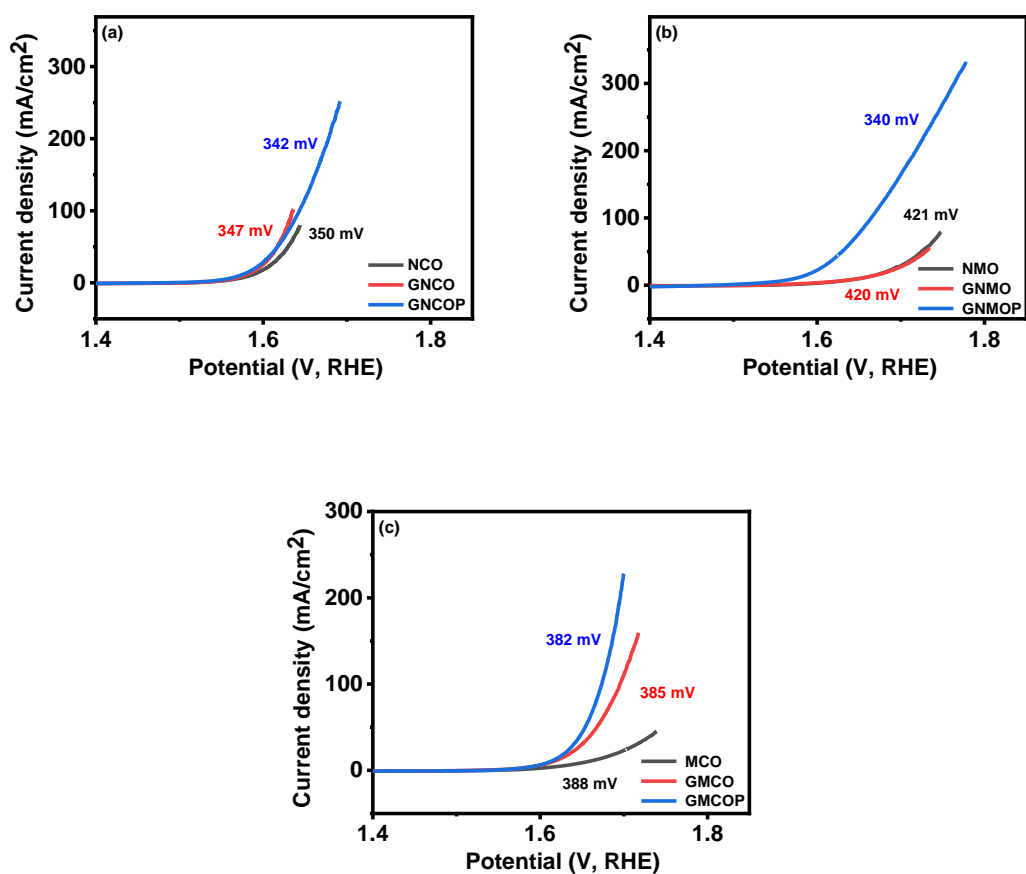 (a)
300
200
100
0
Current density (mA/cm²)
342 mV
347 mV
350 mV
NCO
GNCO
GNCOP
1.4
1.6
1.8
Potential (V, RHE)
(b)
300
200
100
0
Current density (mA/cm²)
340 mV
421 mV
420 mV
NMO
GNMO
GNMOP
1.4
1.6
1.8
Potential (V, RHE)
(c)
300
200
100
0
Current density (mA/cm²)
382 mV
385 mV
388 mV
MCO
GMCO
GMCOP
1.4
1.6
1.8
Potential (V, RHE)